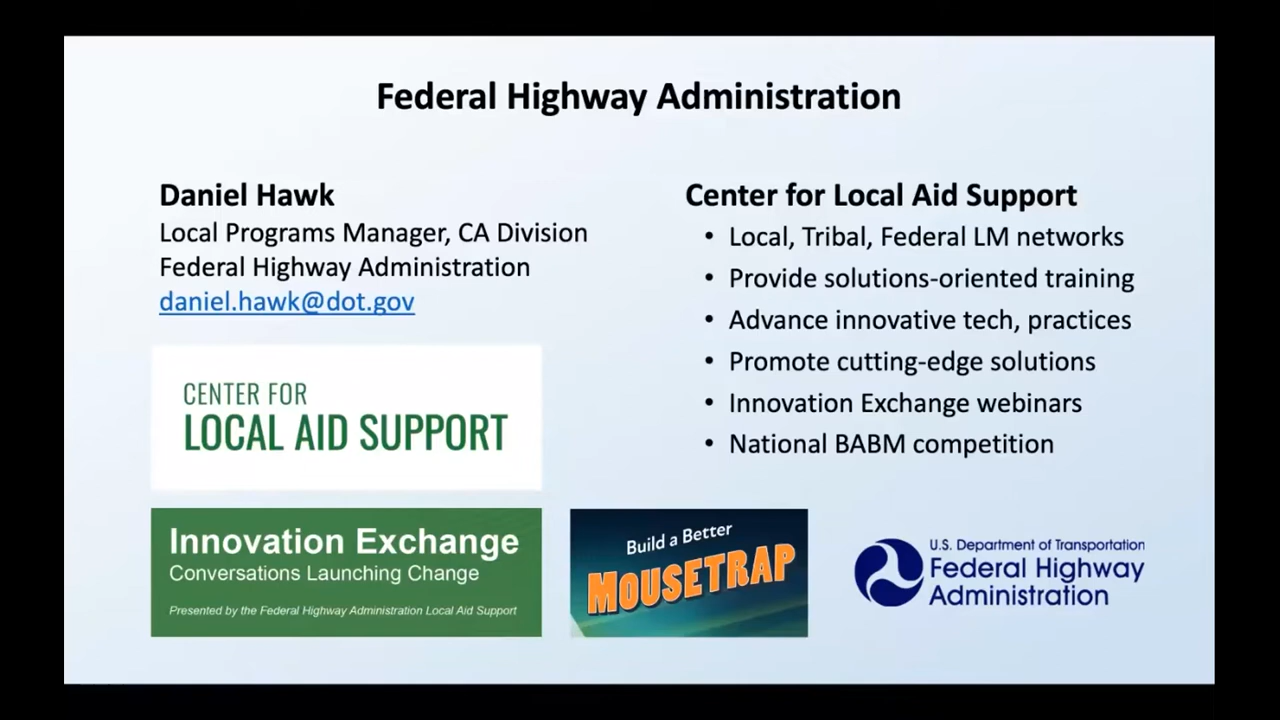 Federal Highway Administration
Daniel Hawk
Local Programs Manager, CA Division
Federal Highway Administration
daniel.hawk@dot.gov
CENTER FOR
LOCAL AID SUPPORT
Innovation Exchange
Conversations Launching Change
Presented by the Federal Highway Administration Local Aid Support
Center for Local Aid Support
• Local, Tribal, Federal LM networks
• Provide solutions-oriented training
• Advance innovative tech, practices
• Promote cutting-edge solutions
• Innovation Exchange webinars
• National BABM competition
Build a Better
MOUSETRAP
U.S. Department of Transportation
Federal Highway
Administration